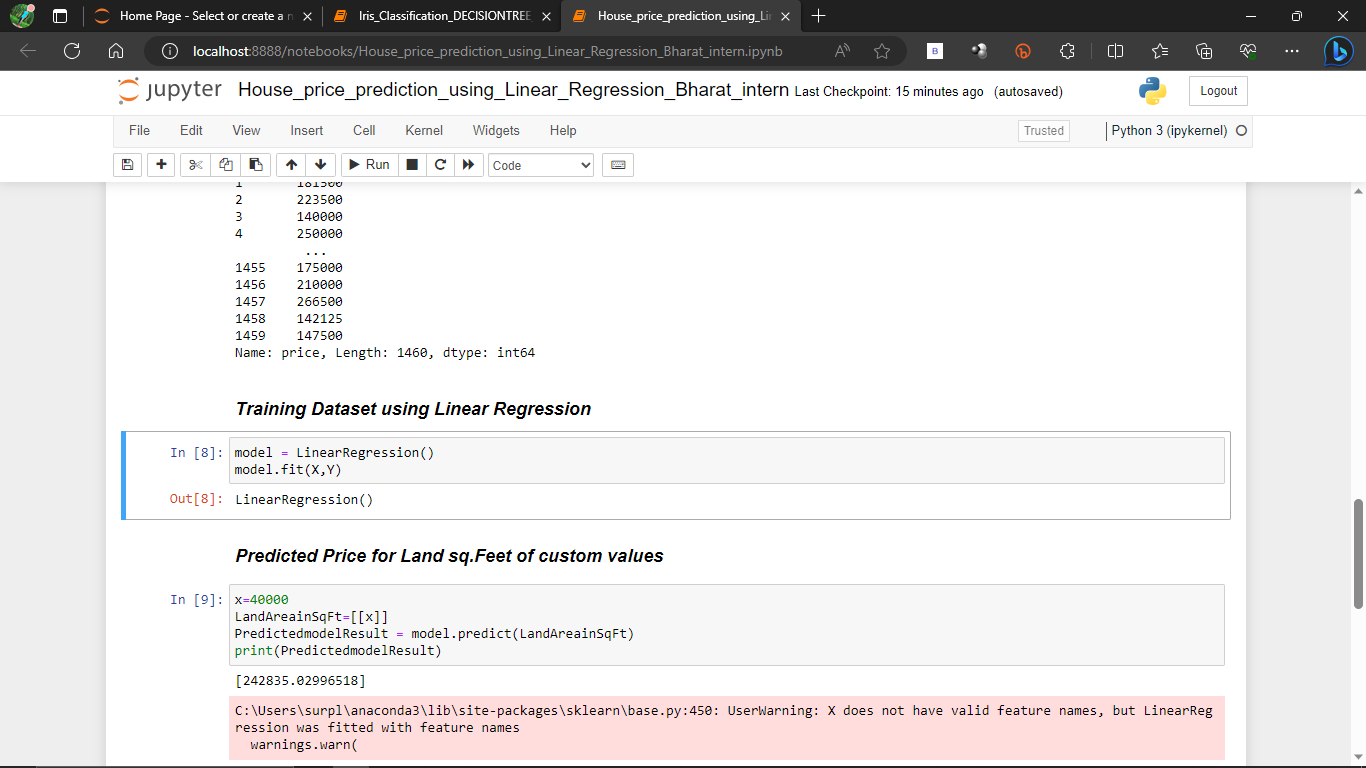 Home Page - Select or create a n
Iris_Classification_DECISIONTREE
House_price_prediction_using_Li
localhost:8888/notebooks/House_price_prediction_using_Linear_Regression_Bharat_intern.ipynb
jupyter House_price_prediction_using_Linear_Regression_Bharat_intern Last Checkpoint: 15 minutes ago (autosaved)
Logout
File Edit View Insert Cell Kernel Widgets Help
Trusted
Python 3 (ipykernel)
Run
Code
1 181500
2 223500
3 140000
4 250000
...
1455 175000
1456 210000
1457 266500
1458 142125
1459 147500
Name: price, Length: 1460, dtype: int64
Training Dataset using Linear Regression
In [8]: model = LinearRegression()
model.fit(X,Y)
Out[8]: LinearRegression()
Predicted Price for Land sq.Feet of custom values
In [9]: x=40000
LandAreainSqFt=[[x]]
PredictedmodelResult = model.predict(LandAreainSqFt)
print(PredictedmodelResult)
[242835.02996518]
C:\Users\surpl\anaconda3\lib\site-packages\sklearn\base.py:450: UserWarning: X does not have valid feature names, but LinearReg
ression was fitted with feature names
warnings.warn(